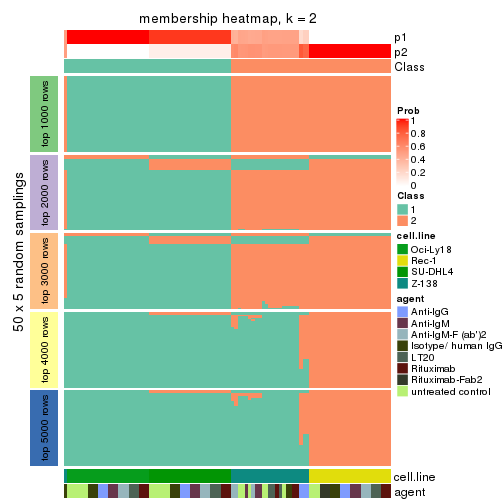 membership heatmap, k = 2
p1
p2
Class
50 x 5 random samplings
top 1000 rows
top 2000 rows
top 3000 rows
top 4000 rows
top 5000 rows
cell.line
agent
Prob
1
0.8
0.6
0.4
0.2
0
Class
1
2
cell.line
Oci-Ly18
Rec-1
SU-DHL4
Z-138
agent
Anti-IgG
Anti-IgM
Anti-IgM-F (ab')2
Isotype/ human IgG
LT20
Rituximab
Rituximab-Fab2
untreated control